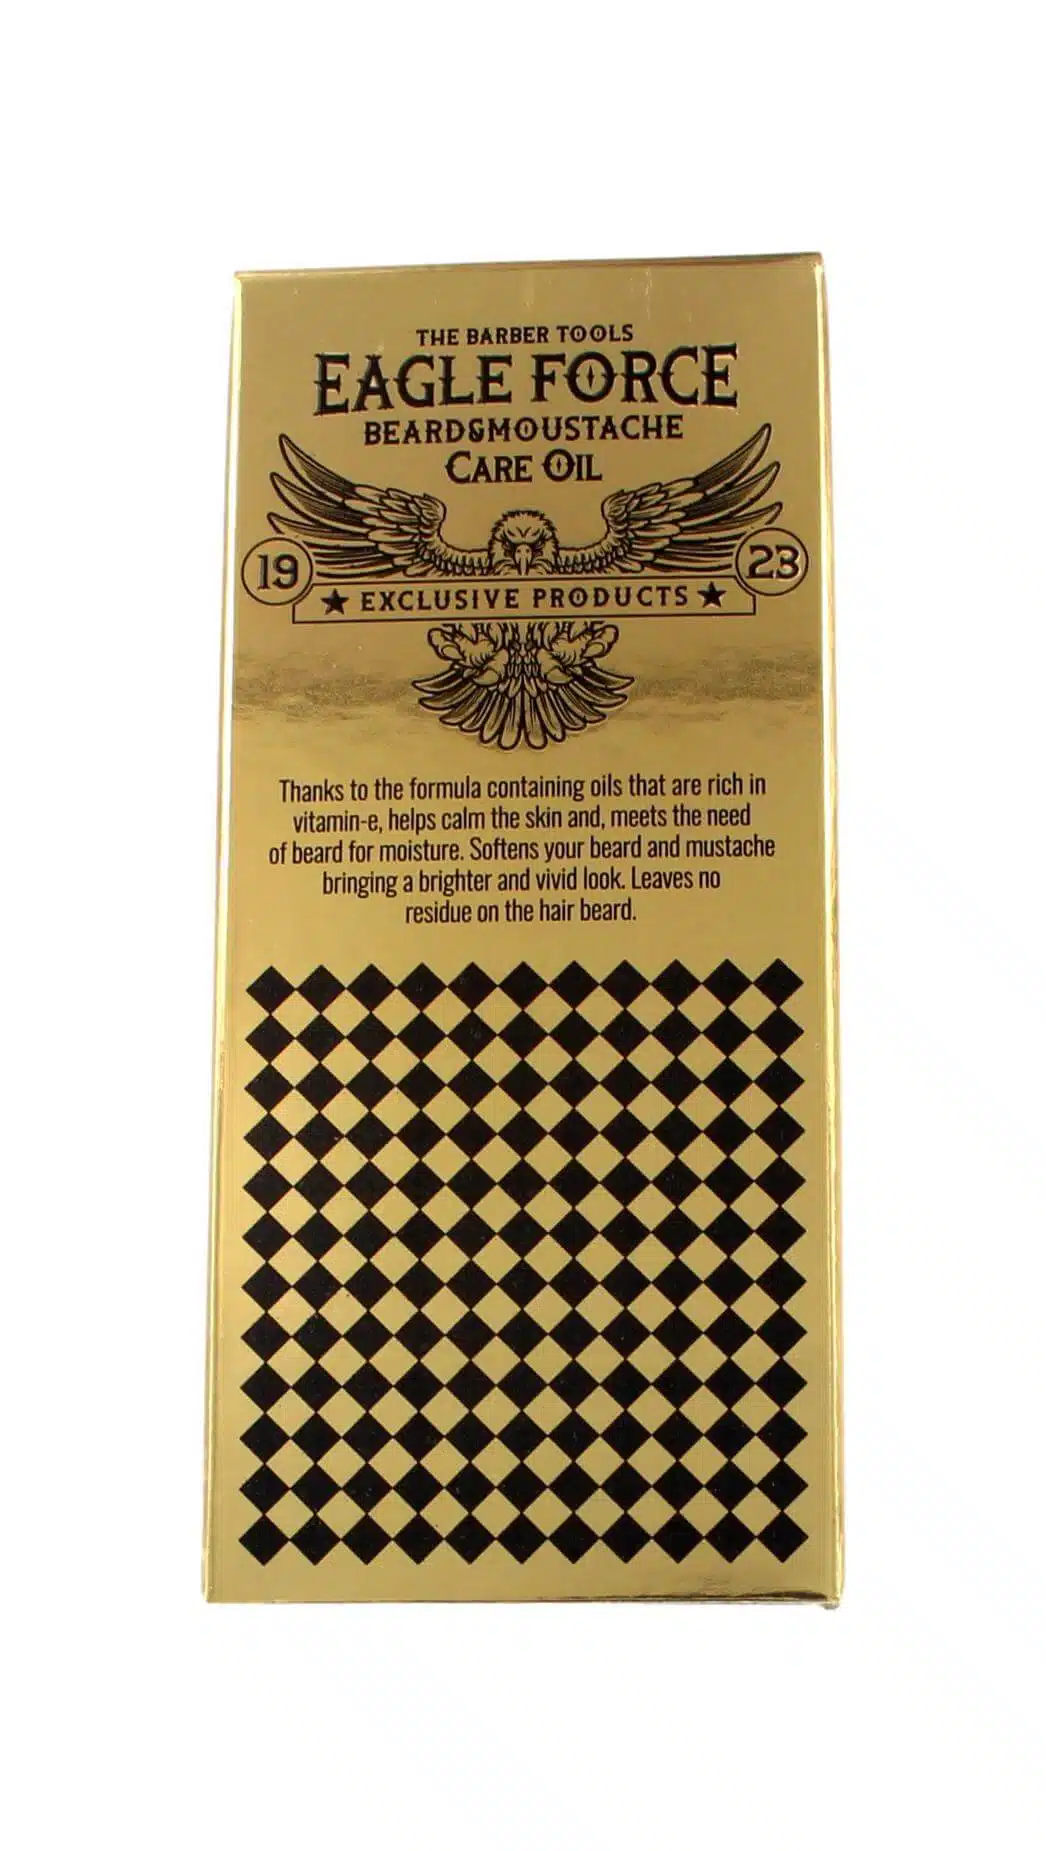 THE BARBER TOOLS
EAGLE FORCE
BEARD&MOUSTACHE
CARE OIL
19 23
★ EXCLUSIVE PRODUCTS ★
Thanks to the formula containing oils that are rich in
vitamin-e, helps calm the skin and, meets the need
of beard for moisture. Softens your beard and mustache
bringing a brighter and vivid look. Leaves no
residue on the hair beard.